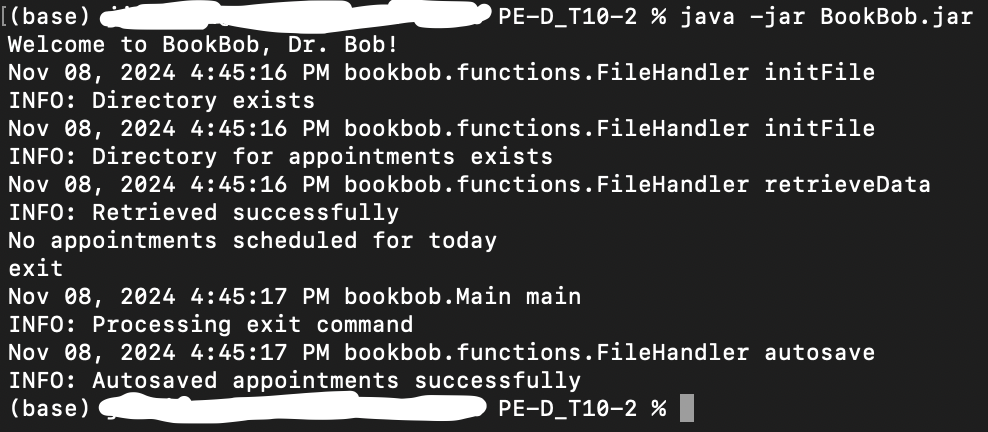 (base) PE-D_T10-2 % java -jar BookBob.jar
Welcome to BookBob, Dr. Bob!
Nov 08, 2024 4:45:16 PM bookbob.functions.FileHandler initFile
INFO: Directory exists
Nov 08, 2024 4:45:16 PM bookbob.functions.FileHandler initFile
INFO: Directory for appointments exists
Nov 08, 2024 4:45:16 PM bookbob.functions.FileHandler retrieveData
INFO: Retrieved successfully
No appointments scheduled for today
exit
Nov 08, 2024 4:45:17 PM bookbob.Main main
INFO: Processing exit command
Nov 08, 2024 4:45:17 PM bookbob.functions.FileHandler autosave
INFO: Autosaved appointments successfully
(base) PE-D_T10-2 %